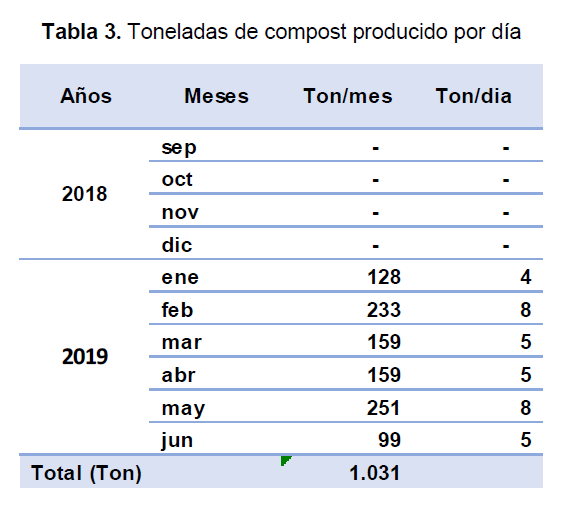 Tabla 3. Toneladas de compost producido por día
Años Meses Ton/mes Ton/dia
sep - -
oct - -
2018
nov - -
dic - -
ene 128 4
feb 233 8
mar 159 5
2019
abr 159 5
may 251 8
jun 99 5
Total (Ton) 1.031